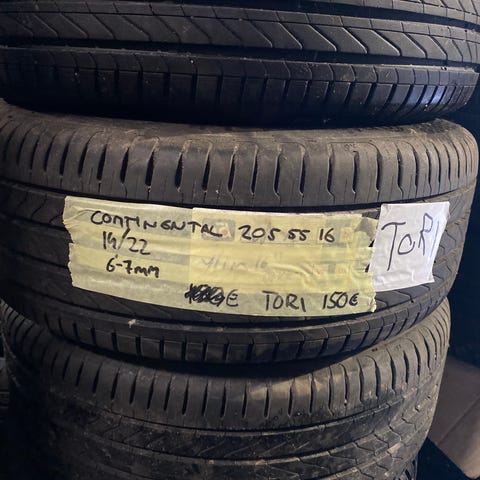 CONTINENTAL 205 55 16
19/22
6-7mm
€ TORI 150€
TORI